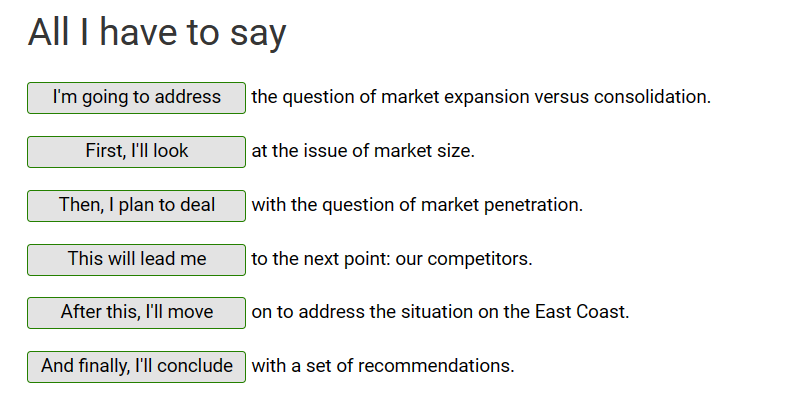 All I have to say
I'm going to address the question of market expansion versus consolidation.
First, I'll look at the issue of market size.
Then, I plan to deal with the question of market penetration.
This will lead me to the next point: our competitors.
After this, I'll move on to address the situation on the East Coast.
And finally, I'll conclude with a set of recommendations.